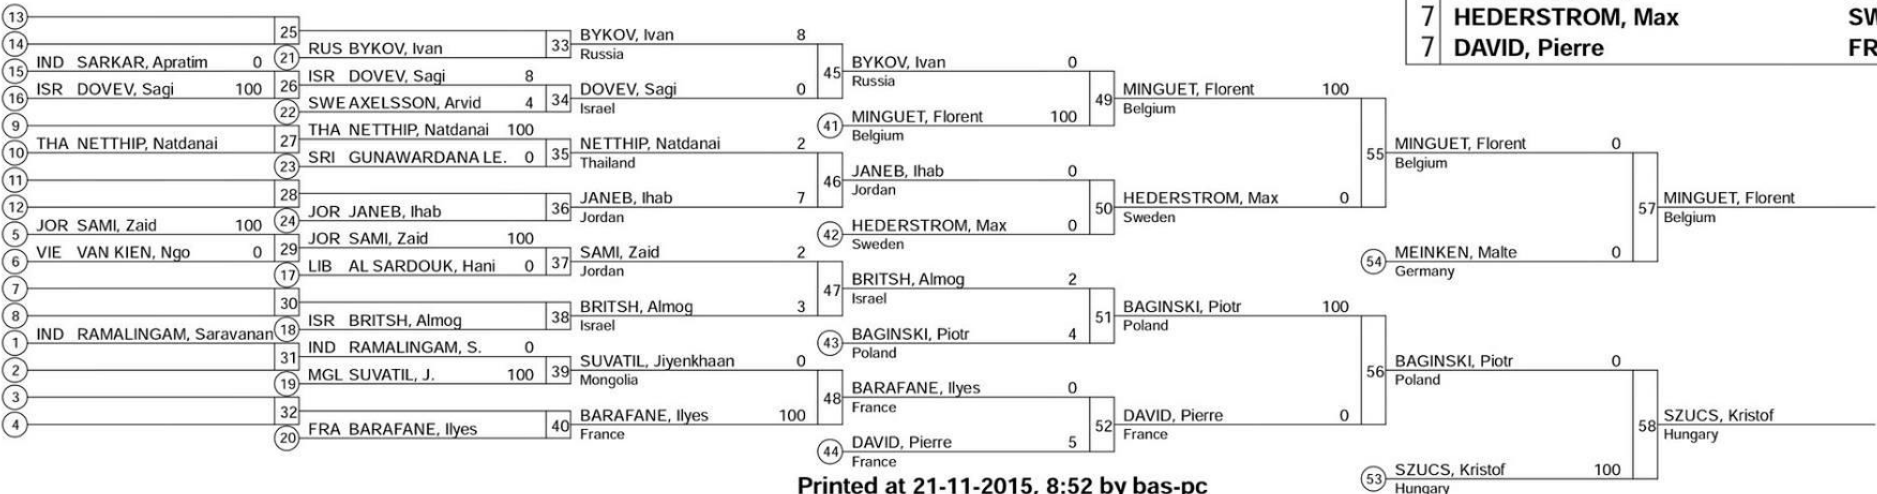 7 HEDERSTROM, Max SW
7 DAVID, Pierre FR
13
14
IND SARKAR, Apratim 0
15
ISR DOVEV, Sagi 100
16
9
THA NETTHIP, Natdanai
10
11
12
JOR SAMI, Zaid 100
5
VIE VAN KIEN, Ngo 0
6
7
8
IND RAMALINGAM, Saravanan
1
2
3
4
25
RUS BYKOV, Ivan
21
ISR DOVEV, Sagi 8
26
SWE AXELSSON, Arvid 4
22
THA NETTHIP, Natdanai 100
27
SRI GUNAWARDANA LE. 0
23
28
JOR JANEB, Ihab
24
JOR SAMI, Zaid 100
29
LIB AL SARDOUK, Hani 0
17
30
ISR BRITSH, Almog
18
IND RAMALINGAM, S. 0
31
MGL SUVATIL, J. 100
19
32
FRA BARAFANE, Ilyes
20
33
BYKOV, Ivan 8
Russia
34
DOVEV, Sagi 0
Israel
35
NETTHIP, Natdanai 2
Thailand
36
JANEB, Ihab 7
Jordan
37
SAMI, Zaid 2
Jordan
38
BRITSH, Almog 3
Israel
39
SUVATIL, Jiyenkhaan 0
Mongolia
40
BARAFANE, Ilyes 100
France
45
BYKOV, Ivan 0
Russia
41
MINGUET, Florent 100
Belgium
46
JANEB, Ihab 0
Jordan
42
HEDERSTROM, Max 0
Sweden
47
BRITSH, Almog 2
Israel
43
BAGINSKI, Piotr 4
Poland
48
BARAFANE, Ilyes 0
France
44
DAVID, Pierre 5
France
49
MINGUET, Florent 100
Belgium
50
HEDERSTROM, Max 0
Sweden
51
BAGINSKI, Piotr 100
Poland
52
DAVID, Pierre 0
France
55
MINGUET, Florent 0
Belgium
54
MEINKEN, Malte 0
Germany
56
BAGINSKI, Piotr 0
Poland
53
SZUCS, Kristof 100
Hungary
57
MINGUET, Florent
Belgium
58
SZUCS, Kristof
Hungary
Printed at 21-11-2015, 8:52 by bas-pc